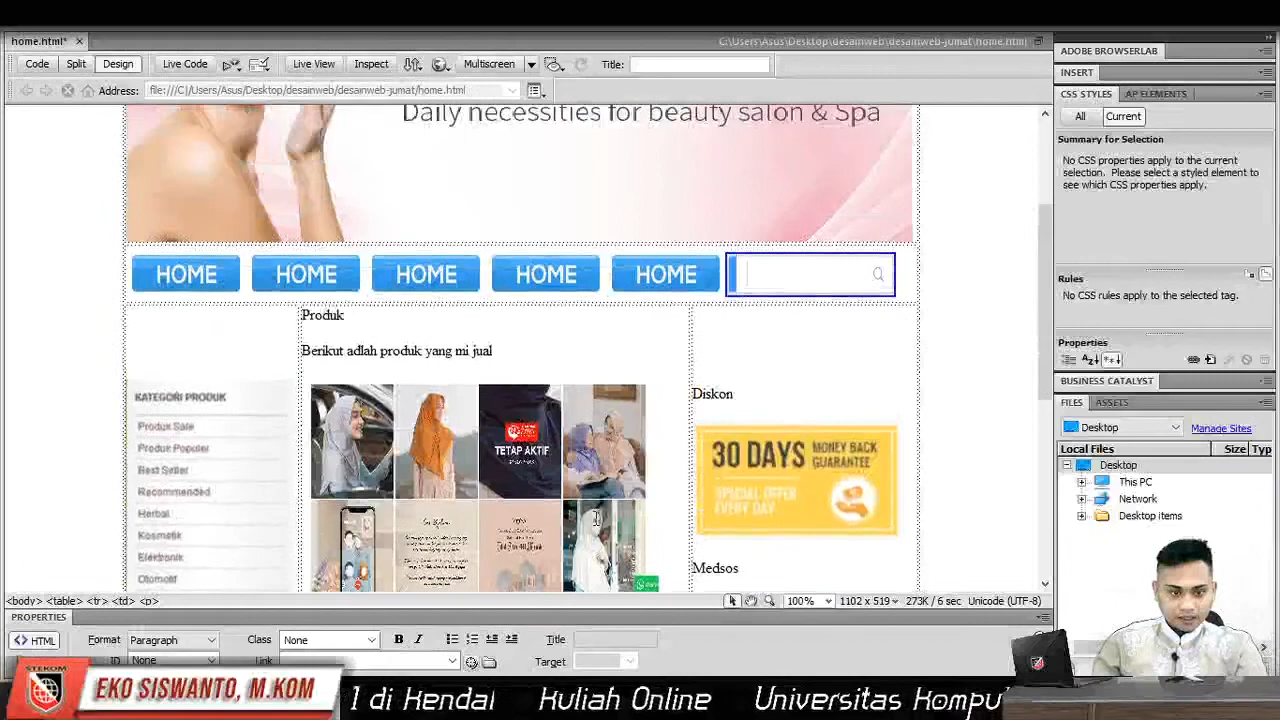 home.html* ×
C:\Users\Asus\Desktop\desainweb\desainweb-jumat\home.html
Code Split Design Live Code Live View Inspect Multiscreen Title:
Address: file:///C|/Users/Asus/Desktop/desainweb/desainweb-jumat/home.html
Daily necessities for beauty salon & Spa
HOME HOME HOME HOME HOME
Produk
Berikut adlah produk yang mi jual
KATEGORI PRODUK
Produk Sale
Produk Populer
Best Seller
Recommended
Herbal
Kosmetik
Elektronik
Otomotif
TETAP AKTIF
Diskon
30 DAYS MONEY BACK GUARANTEE
SPECIAL OFFER
EVERY DAY
Medsos
<body> <table> <tr> <td> <p>
100% 1102 x 519 273K / 6 sec Unicode (UTF-8)
PROPERTIES
<> HTML Format Paragraph Class None B I Title
ID None Link Target
ADOBE BROWSERLAB
INSERT
CSS STYLES AP ELEMENTS
All Current
Summary for Selection
No CSS properties apply to the current
selection. Please select a styled element to
see which CSS properties apply.
Rules
No CSS rules apply to the selected tag.
Properties
BUSINESS CATALYST
FILES ASSETS
Desktop Manage Sites
Local Files Size Typ
Desktop
This PC
Network
Desktop items
STEKOM
EKO SISWANTO, M.KOM
I di Kendal Kuliah Online Universitas Kompu